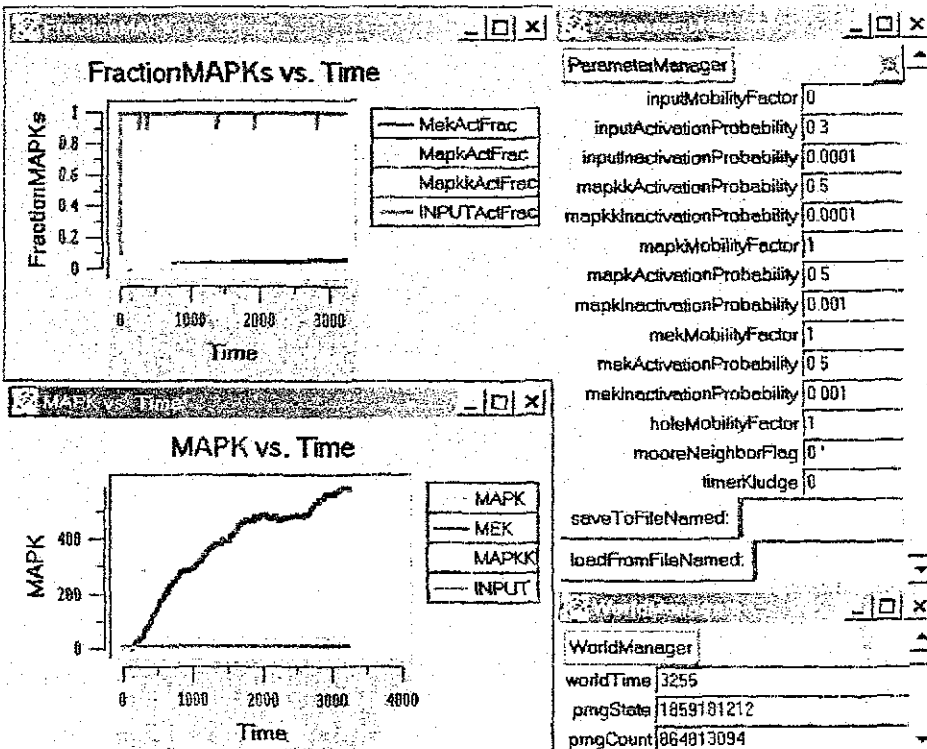 FractionMAPKs vs. Time
FractionMAPKs
1
0.8
0.6
0.4
0.2
0
0 1000 2000 3000
Time
MekActFrac
MapkActFrac
MapkkActFrac
INPUTActFrac
MAPK vs. Time
MAPK vs. Time
MAPK
400
200
0
0 1000 2000 3000 4000
Time
MAPK
MEK
MAPKK
INPUT
ParameterManager
inputMobilityFactor 0
inputActivationProbability 0.3
inputInactivationProbability 0.0001
mapkkActivationProbability 0.5
mapkkInactivationProbability 0.0001
mapkMobilityFactor 1
mapkActivationProbability 0.5
mapkInactivationProbability 0.001
mekMobilityFactor 1
mekActivationProbability 0.5
mekInactivationProbability 0.001
holeMobilityFactor 1
mooreNeighborFlag 0
timerKludge 0
saveToFileNamed:
loadFromFileNamed:
WorldManager
WorldManager
worldTime 3255
prngState 1859181212
prngCount 864813094